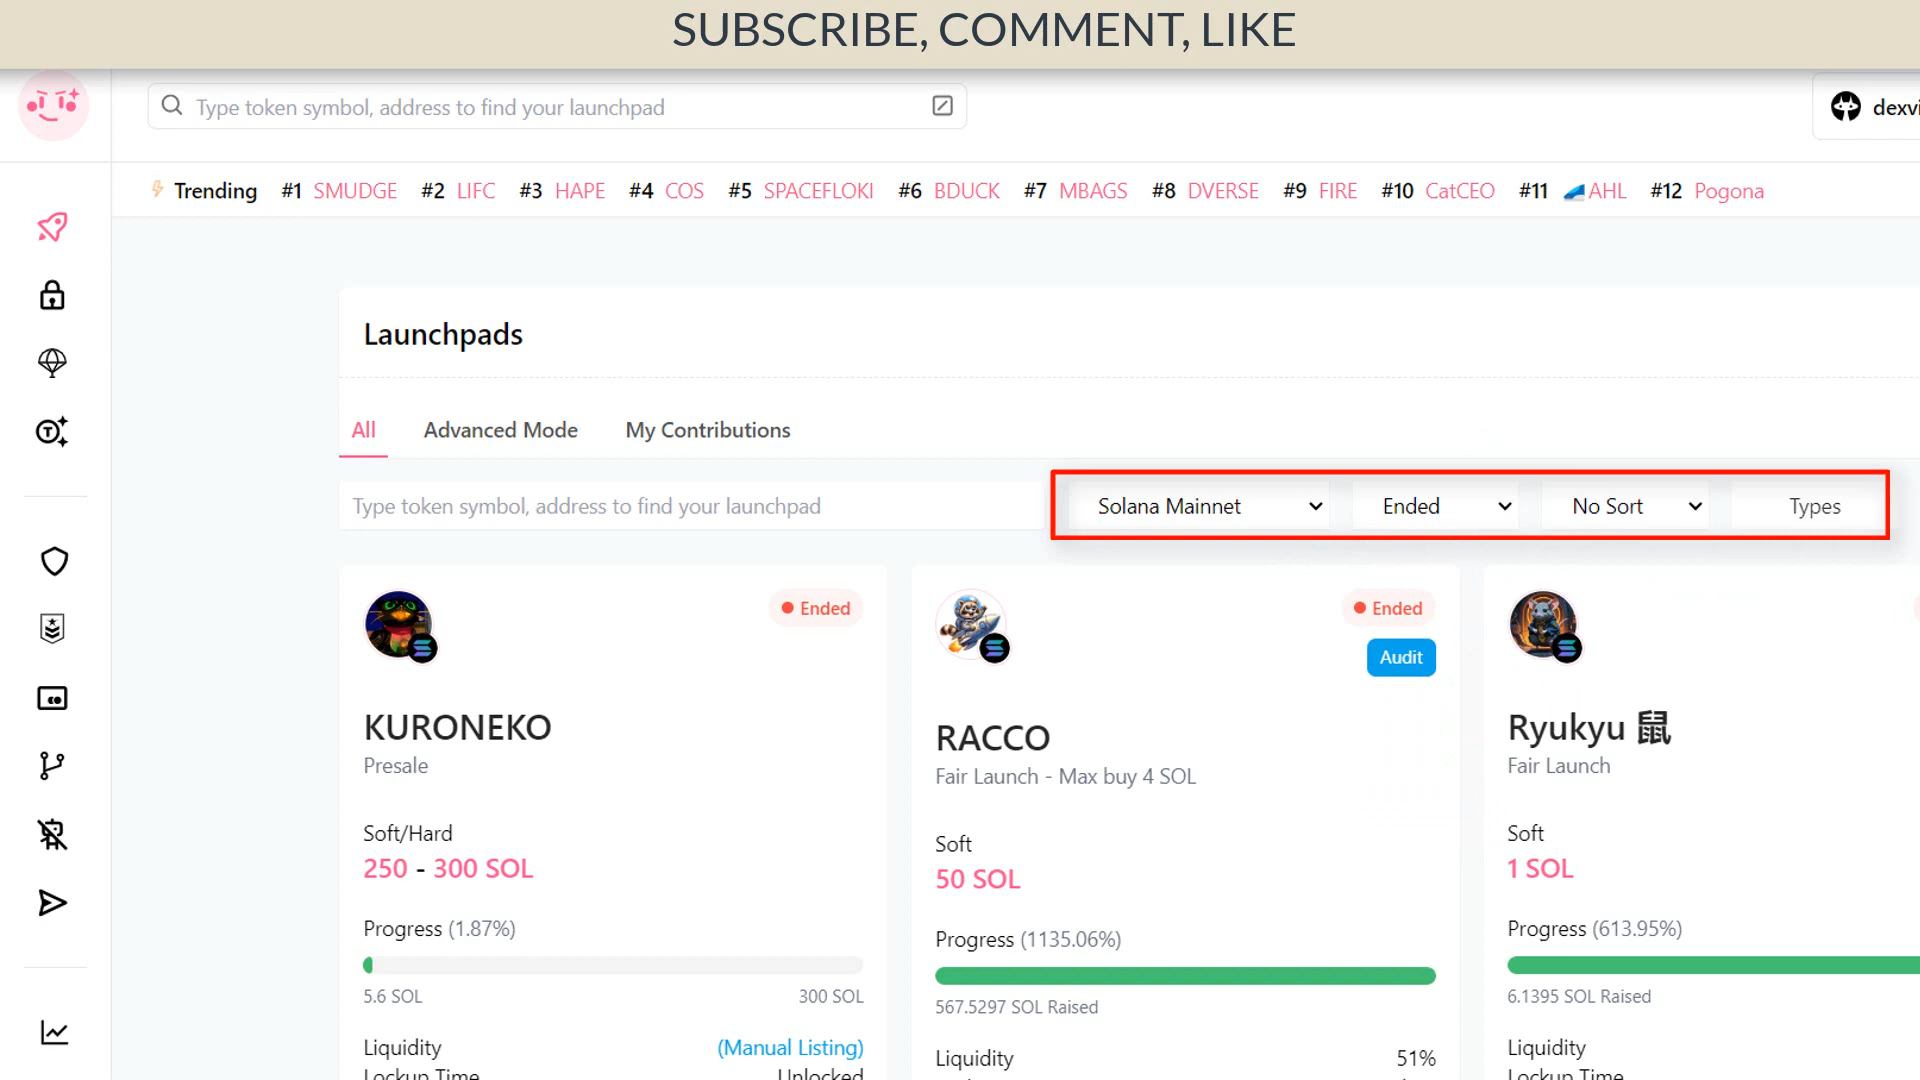 SUBSCRIBE, COMMENT, LIKE
Type token symbol, address to find your launchpad
Trending #1 SMUDGE #2 LIFC #3 HAPE #4 COS #5 SPACEFLOKI #6 BDUCK #7 MBAGS #8 DVERSE #9 FIRE #10 CatCEO #11 AHL #12 Pogona
Launchpads
All Advanced Mode My Contributions
Type token symbol, address to find your launchpad
Solana Mainnet Ended No Sort Types
Ended
KURONEKO
Presale
Soft/Hard
250 - 300 SOL
Progress (1.87%)
5.6 SOL 300 SOL
Liquidity (Manual Listing)
Lockup Time Unlocked
Ended
Audit
RACCO
Fair Launch - Max buy 4 SOL
Soft
50 SOL
Progress (1135.06%)
567.5297 SOL Raised
Liquidity 51%
Ryukyu 鼠
Fair Launch
Soft
1 SOL
Progress (613.95%)
6.1395 SOL Raised
Liquidity
Lockup Time